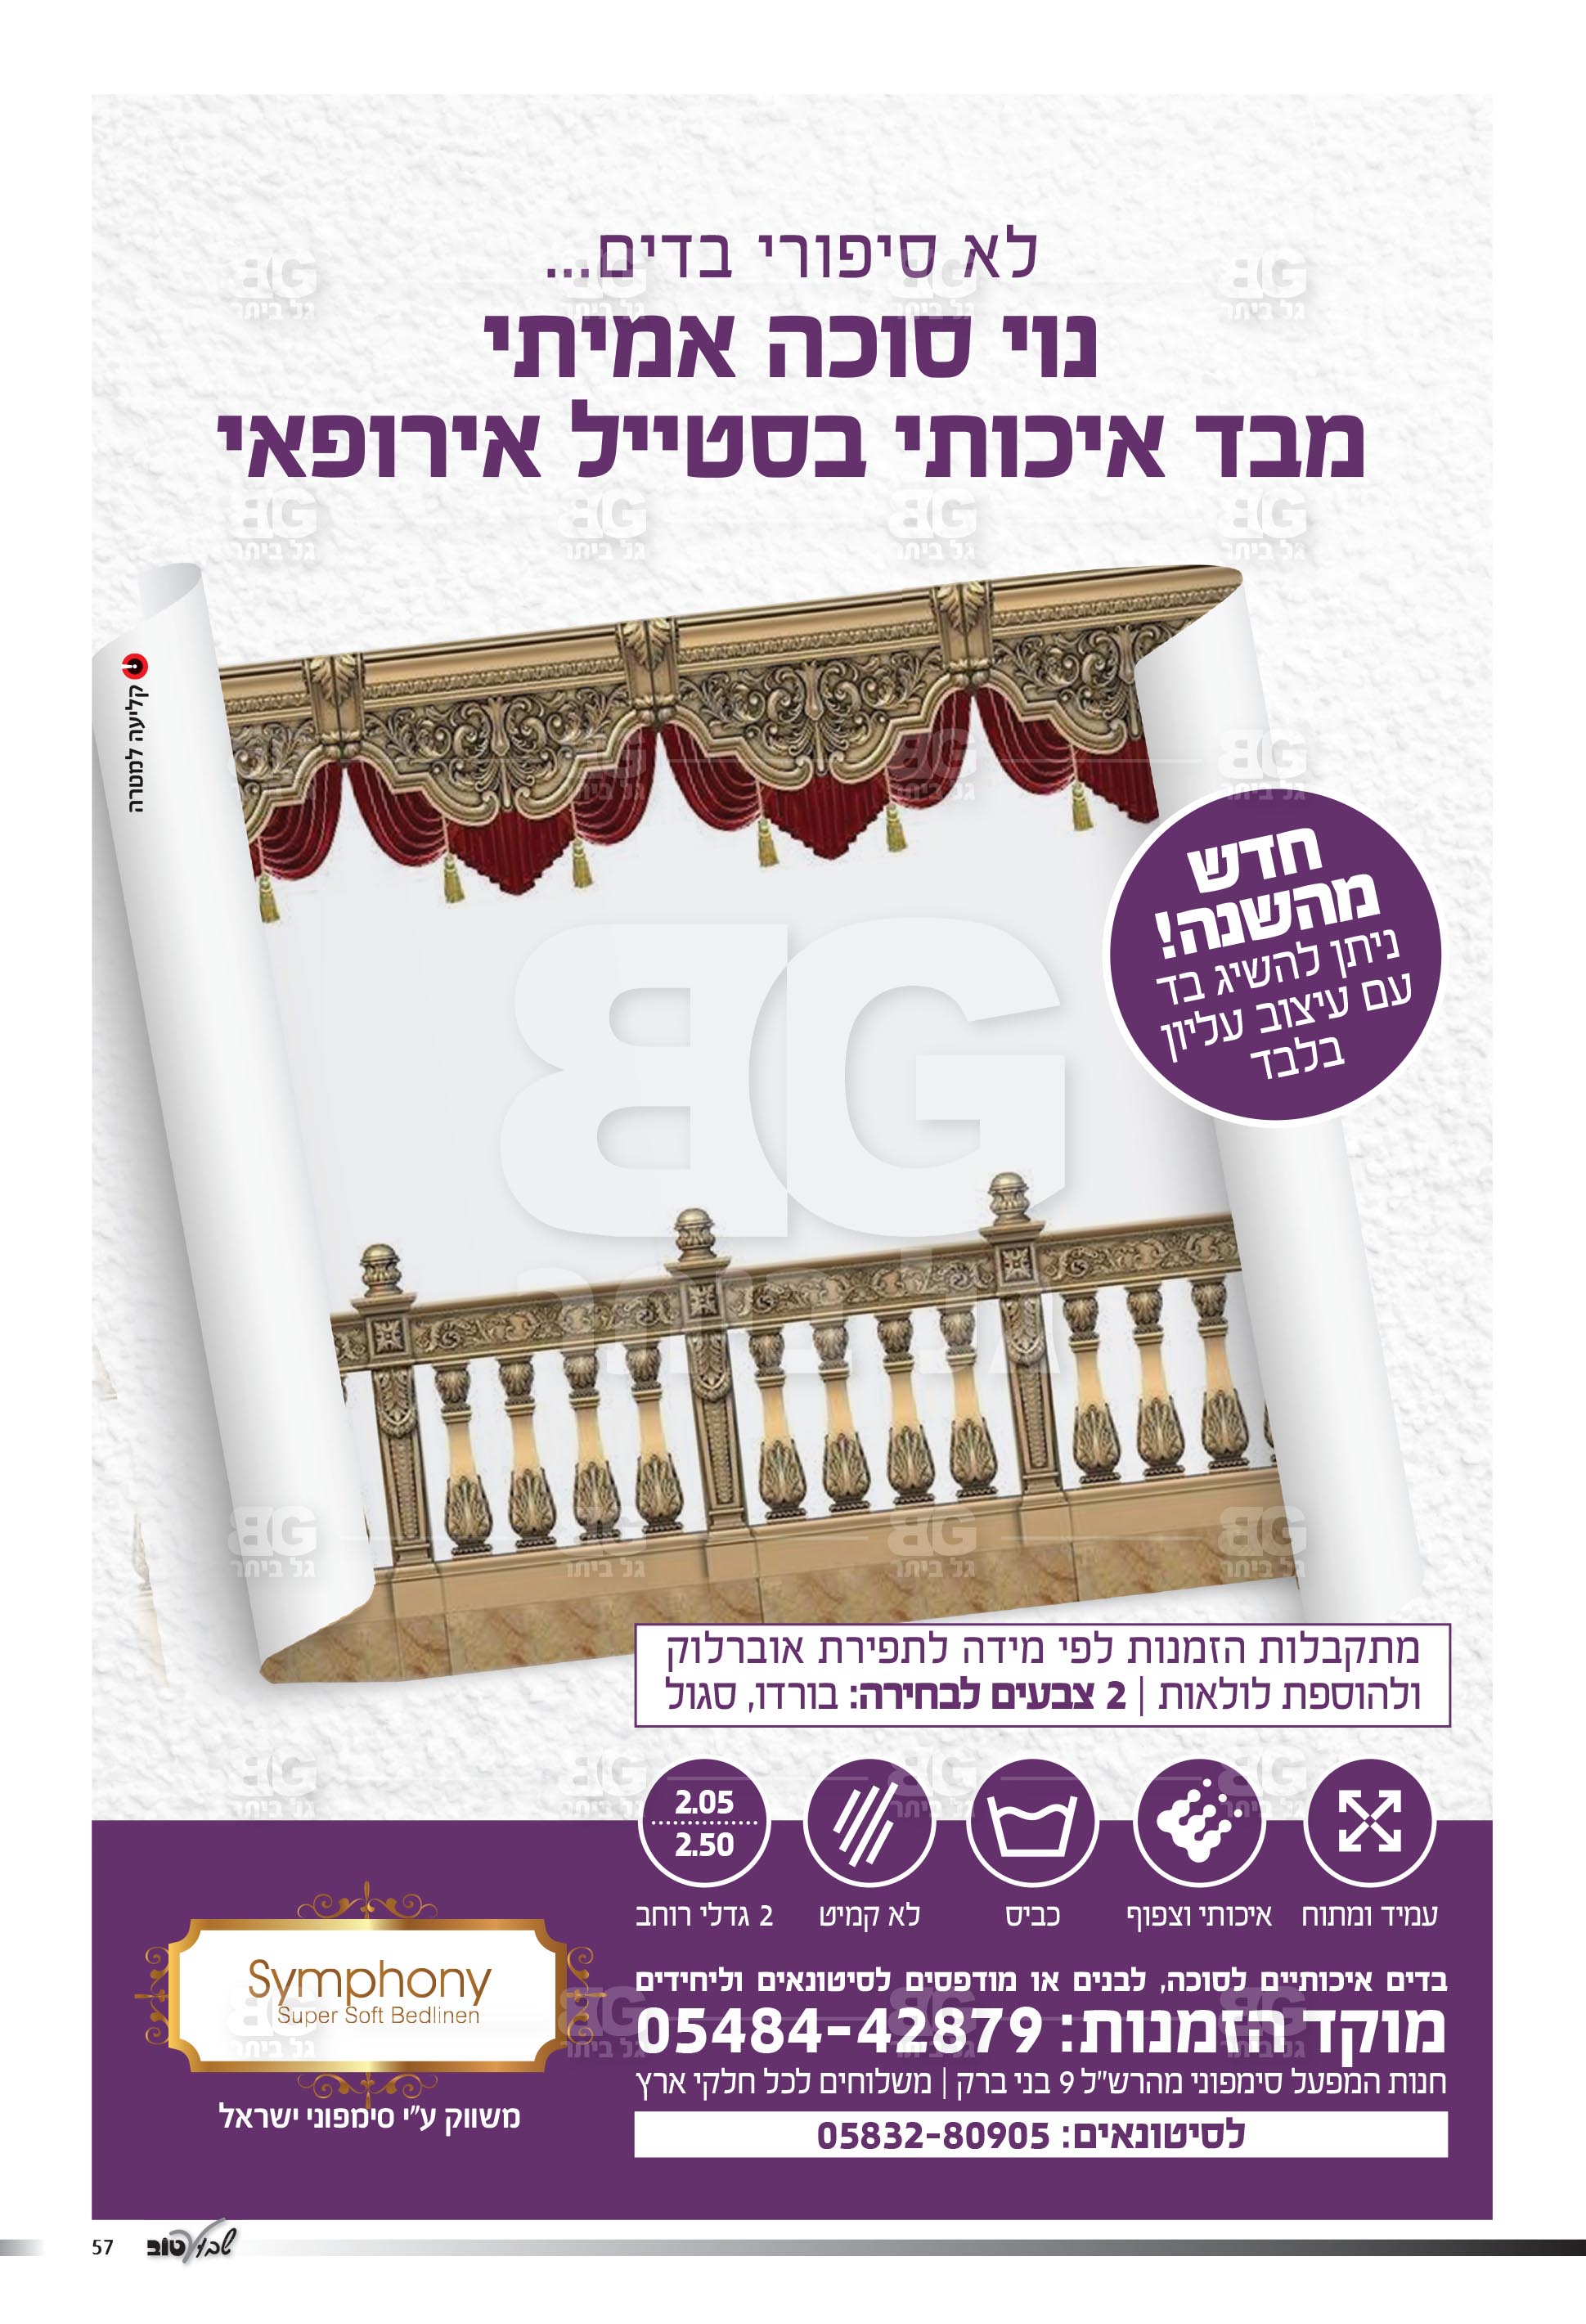 לא סיפורי בדים...
נוי סוכה אמיתי
מבד איכותי בסטייל אירופאי
קליעה למטרה
חדש
מהשנה!
ניתן להשיג בד
עם עיצוב עליון
בלבד
BG
גל ביתר
מתקבלות הזמנות לפי מידה לתפירת אוברלוק
ולהוספת לולאות | 2 צבעים לבחירה: בורדו, סגול
2.05
2.50
עמיד ומתוח
איכותי וצפוף
כביס
לא קמיט
2 גדלי רוחב
בדים איכותיים לסוכה, לבנים או מודפסים לסיטונאים וליחידים
מוקד הזמנות: 05484-42879
חנות המפעל סימפוני מהרש"ל 9 בני ברק | משלוחים לכל חלקי ארץ
לסיטונאים: 05832-80905
Symphony
Super Soft Bedlinen
משווק ע"י סימפוני ישראל
שבוע טוב
57